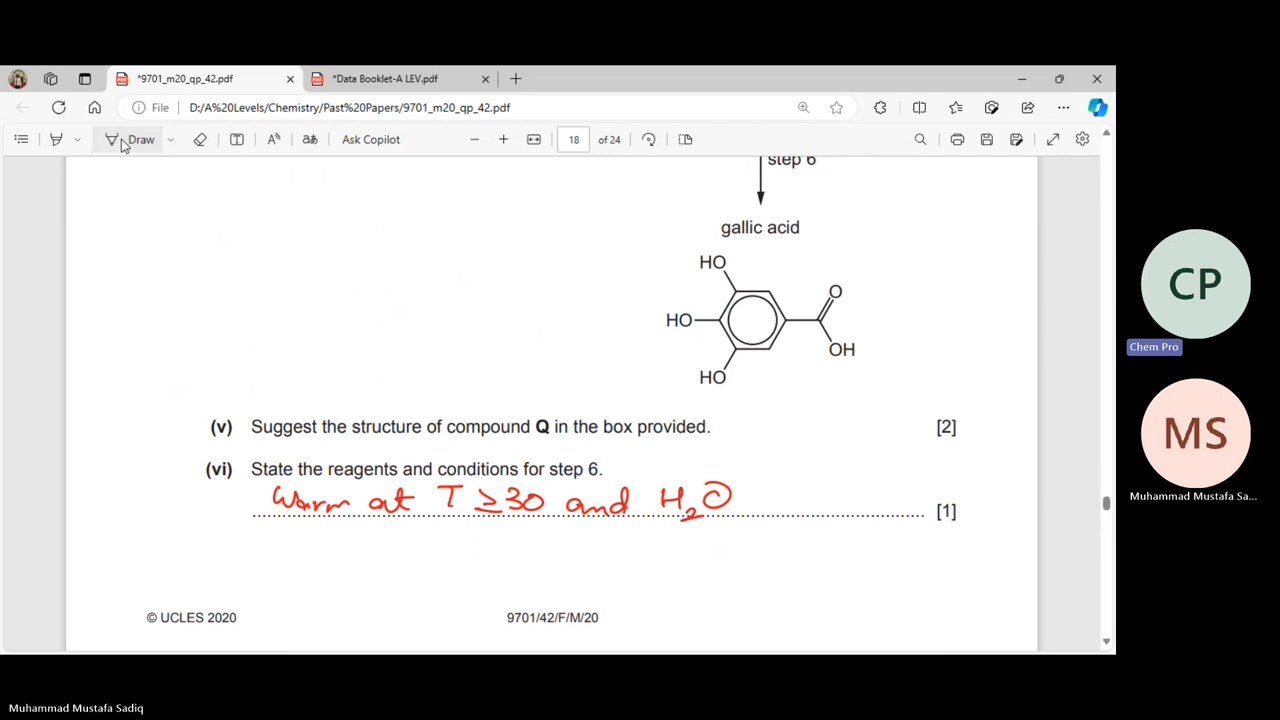 *9701_m20_qp_42.pdf
*Data Booklet-A LEV.pdf
File
D:/A%20Levels/Chemistry/Past%20Papers/9701_m20_qp_42.pdf
Draw
Ask Copilot
18
of 24
step 6
gallic acid
HO
O
HO
OH
HO
(v) Suggest the structure of compound Q in the box provided. [2]
(vi) State the reagents and conditions for step 6.
Warm at T ≥30 and H₂O
[1]
© UCLES 2020
9701/42/F/M/20
CP
Chem Pro
MS
Muhammad Mustafa Sa...
Muhammad Mustafa Sadiq